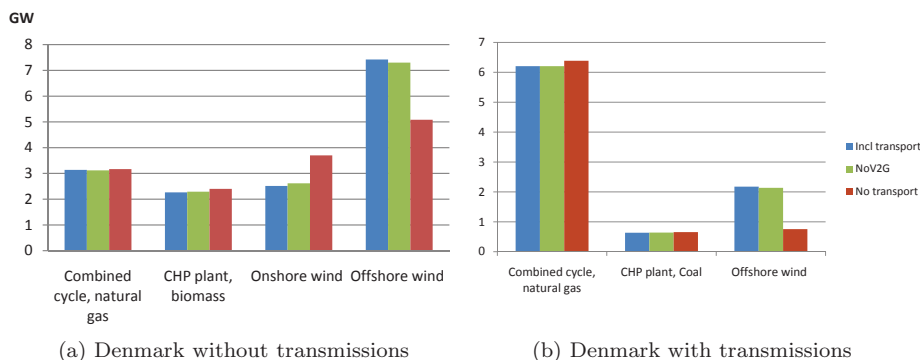 GW
8
7
6
5
4
3
2
1
0
Combined
cycle, natural
gas
CHP plant,
biomass
Onshore wind
Offshore wind
(a) Denmark without transmissions
7
6
5
4
3
2
1
0
Combined cycle,
natural gas
CHP plant, Coal
Offshore wind
Incl transport
NoV2G
No transport
(b) Denmark with transmissions